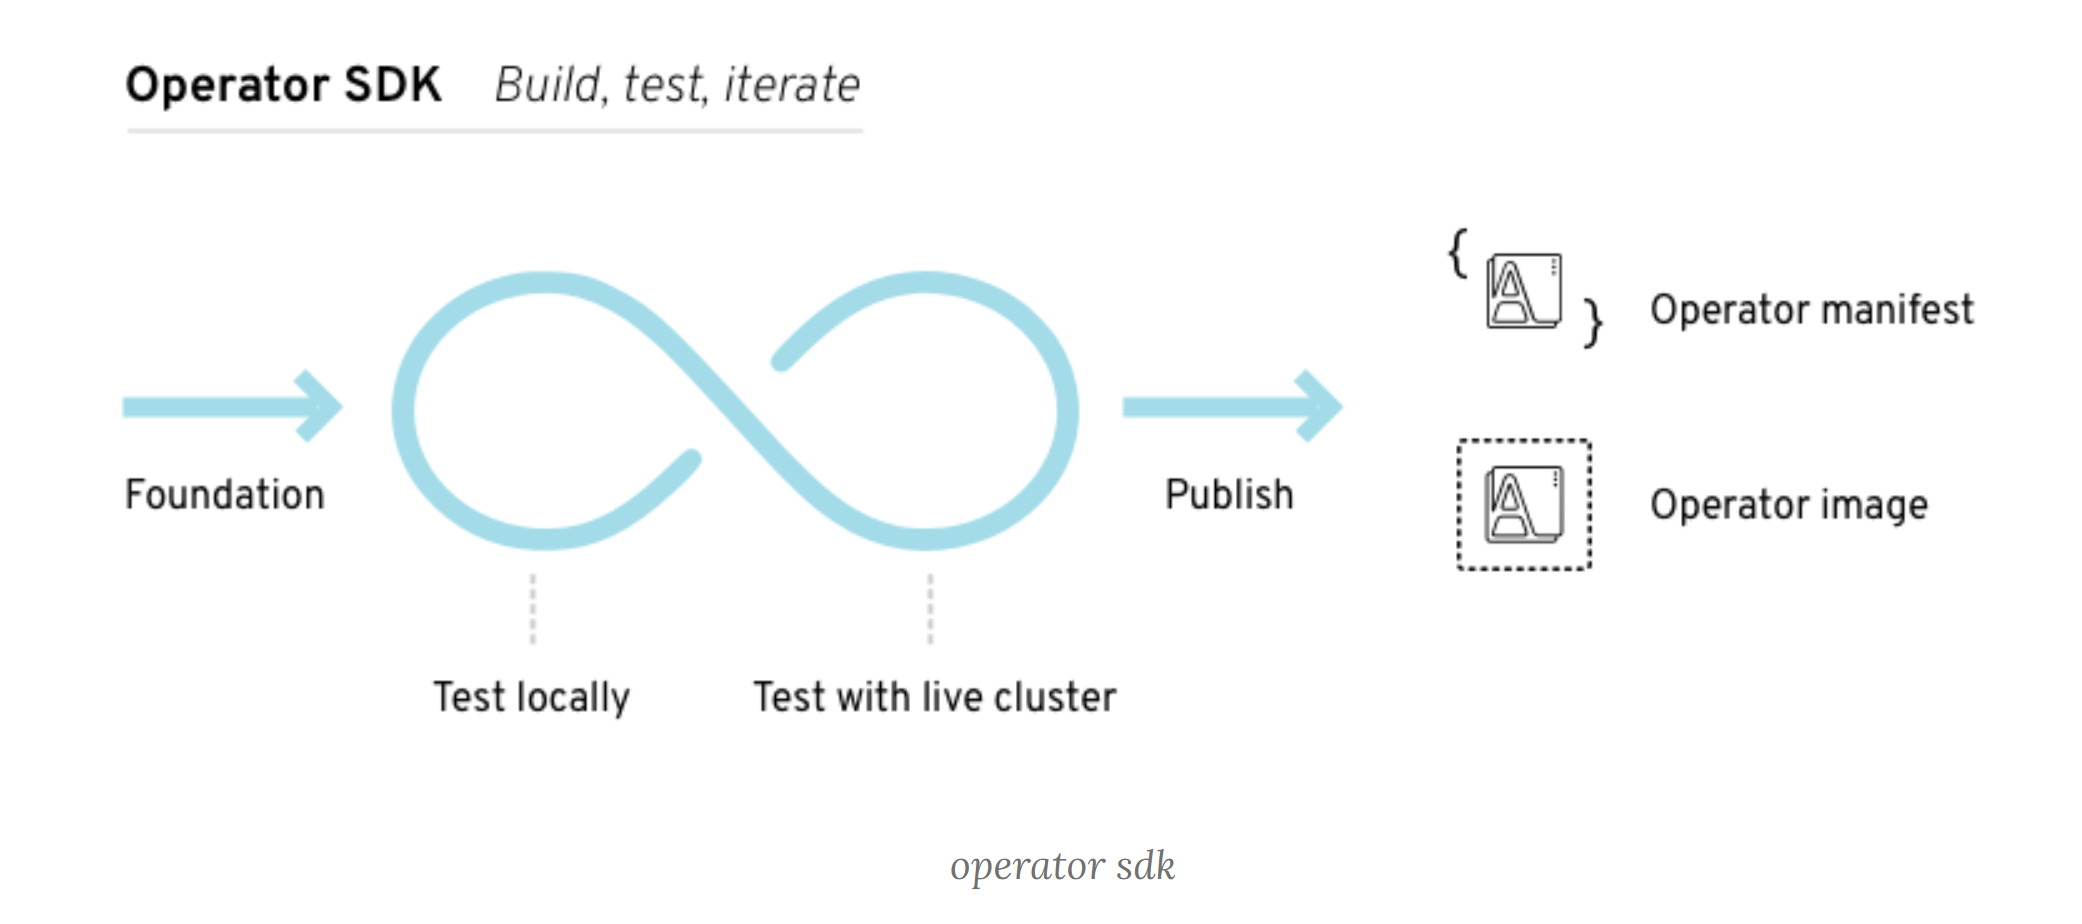 Operator SDK Build, test, iterate
{
}
Operator manifest
Foundation
Publish
Operator image
Test locally
Test with live cluster
operator sdk